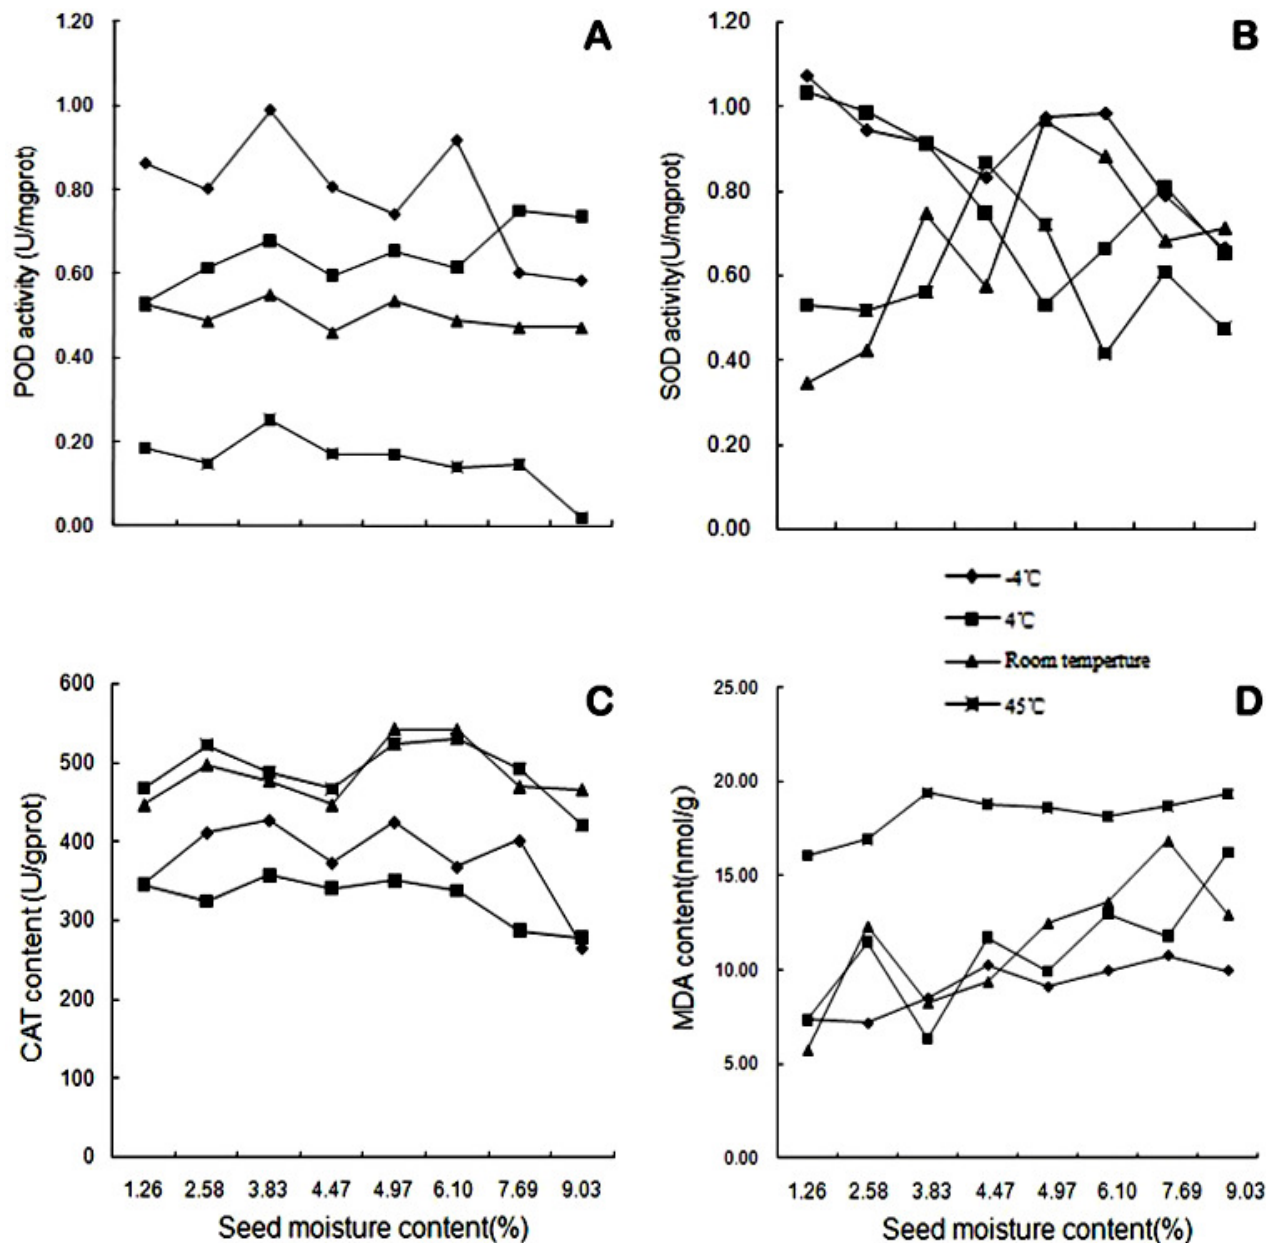 A
1.20
1.00
0.80
0.60
0.40
0.20
0.00
POD activity (U/mgprot)
B
1.20
1.00
0.80
0.60
0.40
0.20
0.00
SOD activity(U/mgprot)
-4℃
4℃
Room temperture
45℃
C
600
500
400
300
200
100
0
CAT content (U/gprot)
1.26 2.58 3.83 4.47 4.97 6.10 7.69 9.03
Seed moisture content(%)
D
25.00
20.00
15.00
10.00
5.00
0.00
MDA content(nmol/g)
1.26 2.58 3.83 4.47 4.97 6.10 7.69 9.03
Seed moisture content(%)